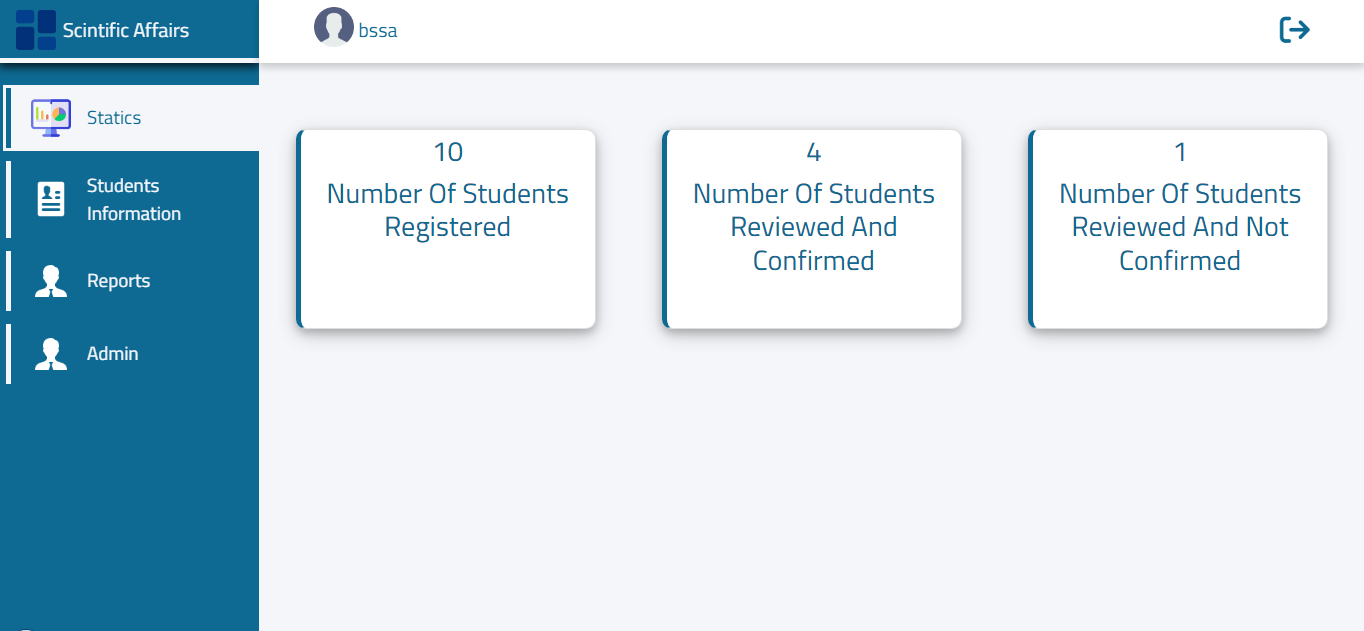 Scintific Affairs
bssa
Statics
Students
Information
Reports
Admin
10
Number Of Students
Registered
4
Number Of Students
Reviewed And
Confirmed
1
Number Of Students
Reviewed And Not
Confirmed